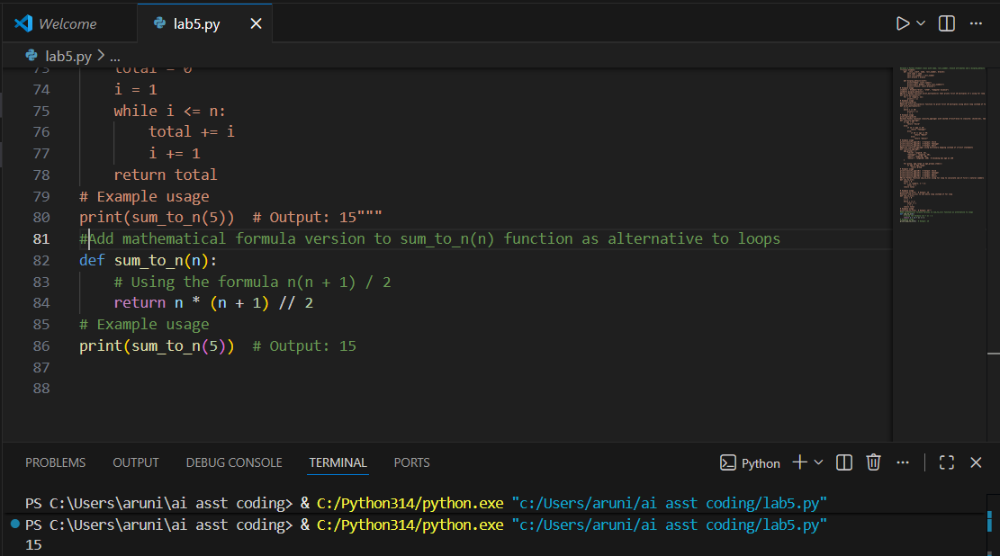 Welcome
lab5.py
lab5.py > ...
73 total = 0
74 i = 1
75 while i <= n:
76 total += i
77 i += 1
78 return total
79 # Example usage
80 print(sum_to_n(5))  # Output: 15"""
81 #Add mathematical formula version to sum_to_n(n) function as alternative to loops
82 def sum_to_n(n):
83 # Using the formula n(n + 1) / 2
84 return n * (n + 1) // 2
85 # Example usage
86 print(sum_to_n(5))  # Output: 15
87
88
PROBLEMS OUTPUT DEBUG CONSOLE TERMINAL PORTS
Python
PS C:\Users\aruni\ai asst coding> & C:/Python314/python.exe "c:/Users/aruni/ai asst coding/lab5.py"
PS C:\Users\aruni\ai asst coding> & C:/Python314/python.exe "c:/Users/aruni/ai asst coding/lab5.py"
15